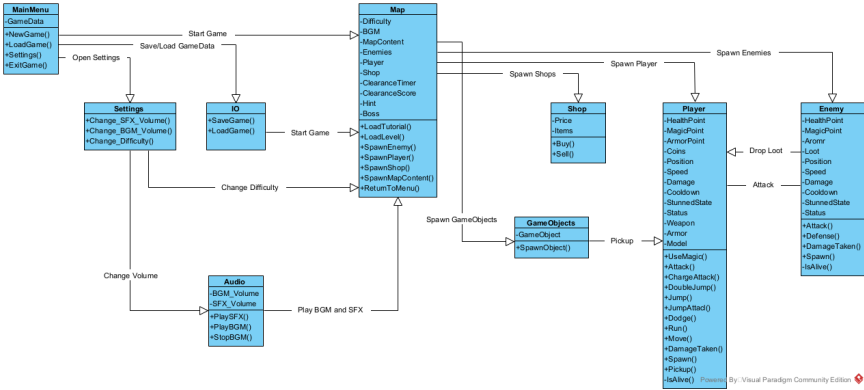 MainMenu
-GameData
+NewGame()
+LoadGame()
+Settings()
+ExitGame()
Start Game
Save/Load GameData
Open Settings
Settings
+Change_SFX_Volume()
+Change_BGM_Volume()
+Change_Difficulty()
IO
+SaveGame()
+LoadGame()
Start Game
Change Difficulty
Change Volume
Audio
-BGM_Volume
-SFX_Volume
+PlaySFX()
+PlayBGM()
+StopBGM()
Play BGM and SFX
Map
-Difficulty
-BGM
-MapContent
-Enemies
-Player
-Shop
-ClearanceTimer
-ClearanceScore
-Hint
-Boss
+LoadTutorial()
+LoadLevel()
+SpawnEnemy()
+SpawnPlayer()
+SpawnShop()
+SpawnMapContent()
+ReturnToMenu()
Spawn Enemies
Spawn Player
Spawn Shops
Spawn GameObjects
Shop
-Price
-Items
+Buy()
+Sell()
GameObjects
-GameObject
+SpawnObject()
Pickup
Player
-HealthPoint
-MagicPoint
-ArmorPoint
-Coins
-Position
-Speed
-Damage
-Cooldown
-StunnedState
-Status
-Weapon
-Armor
-Model
+UseMagic()
+Attack()
+ChargeAttack()
+DoubleJump()
+Jump()
+JumpAttacl()
+Dodge()
+Run()
+Move()
+DamageTaken()
+Spawn()
+Pickup()
-IsAlive()
Drop Loot
Attack
Enemy
-HealthPoint
-MagicPoint
-Aromr
-Loot
-Position
-Speed
-Damage
-Cooldown
-StunnedState
-Status
+Attack()
+Defense()
+DamageTaken()
+Spawn()
-IsAlive()
Powered By: Visual Paradigm Community Edition